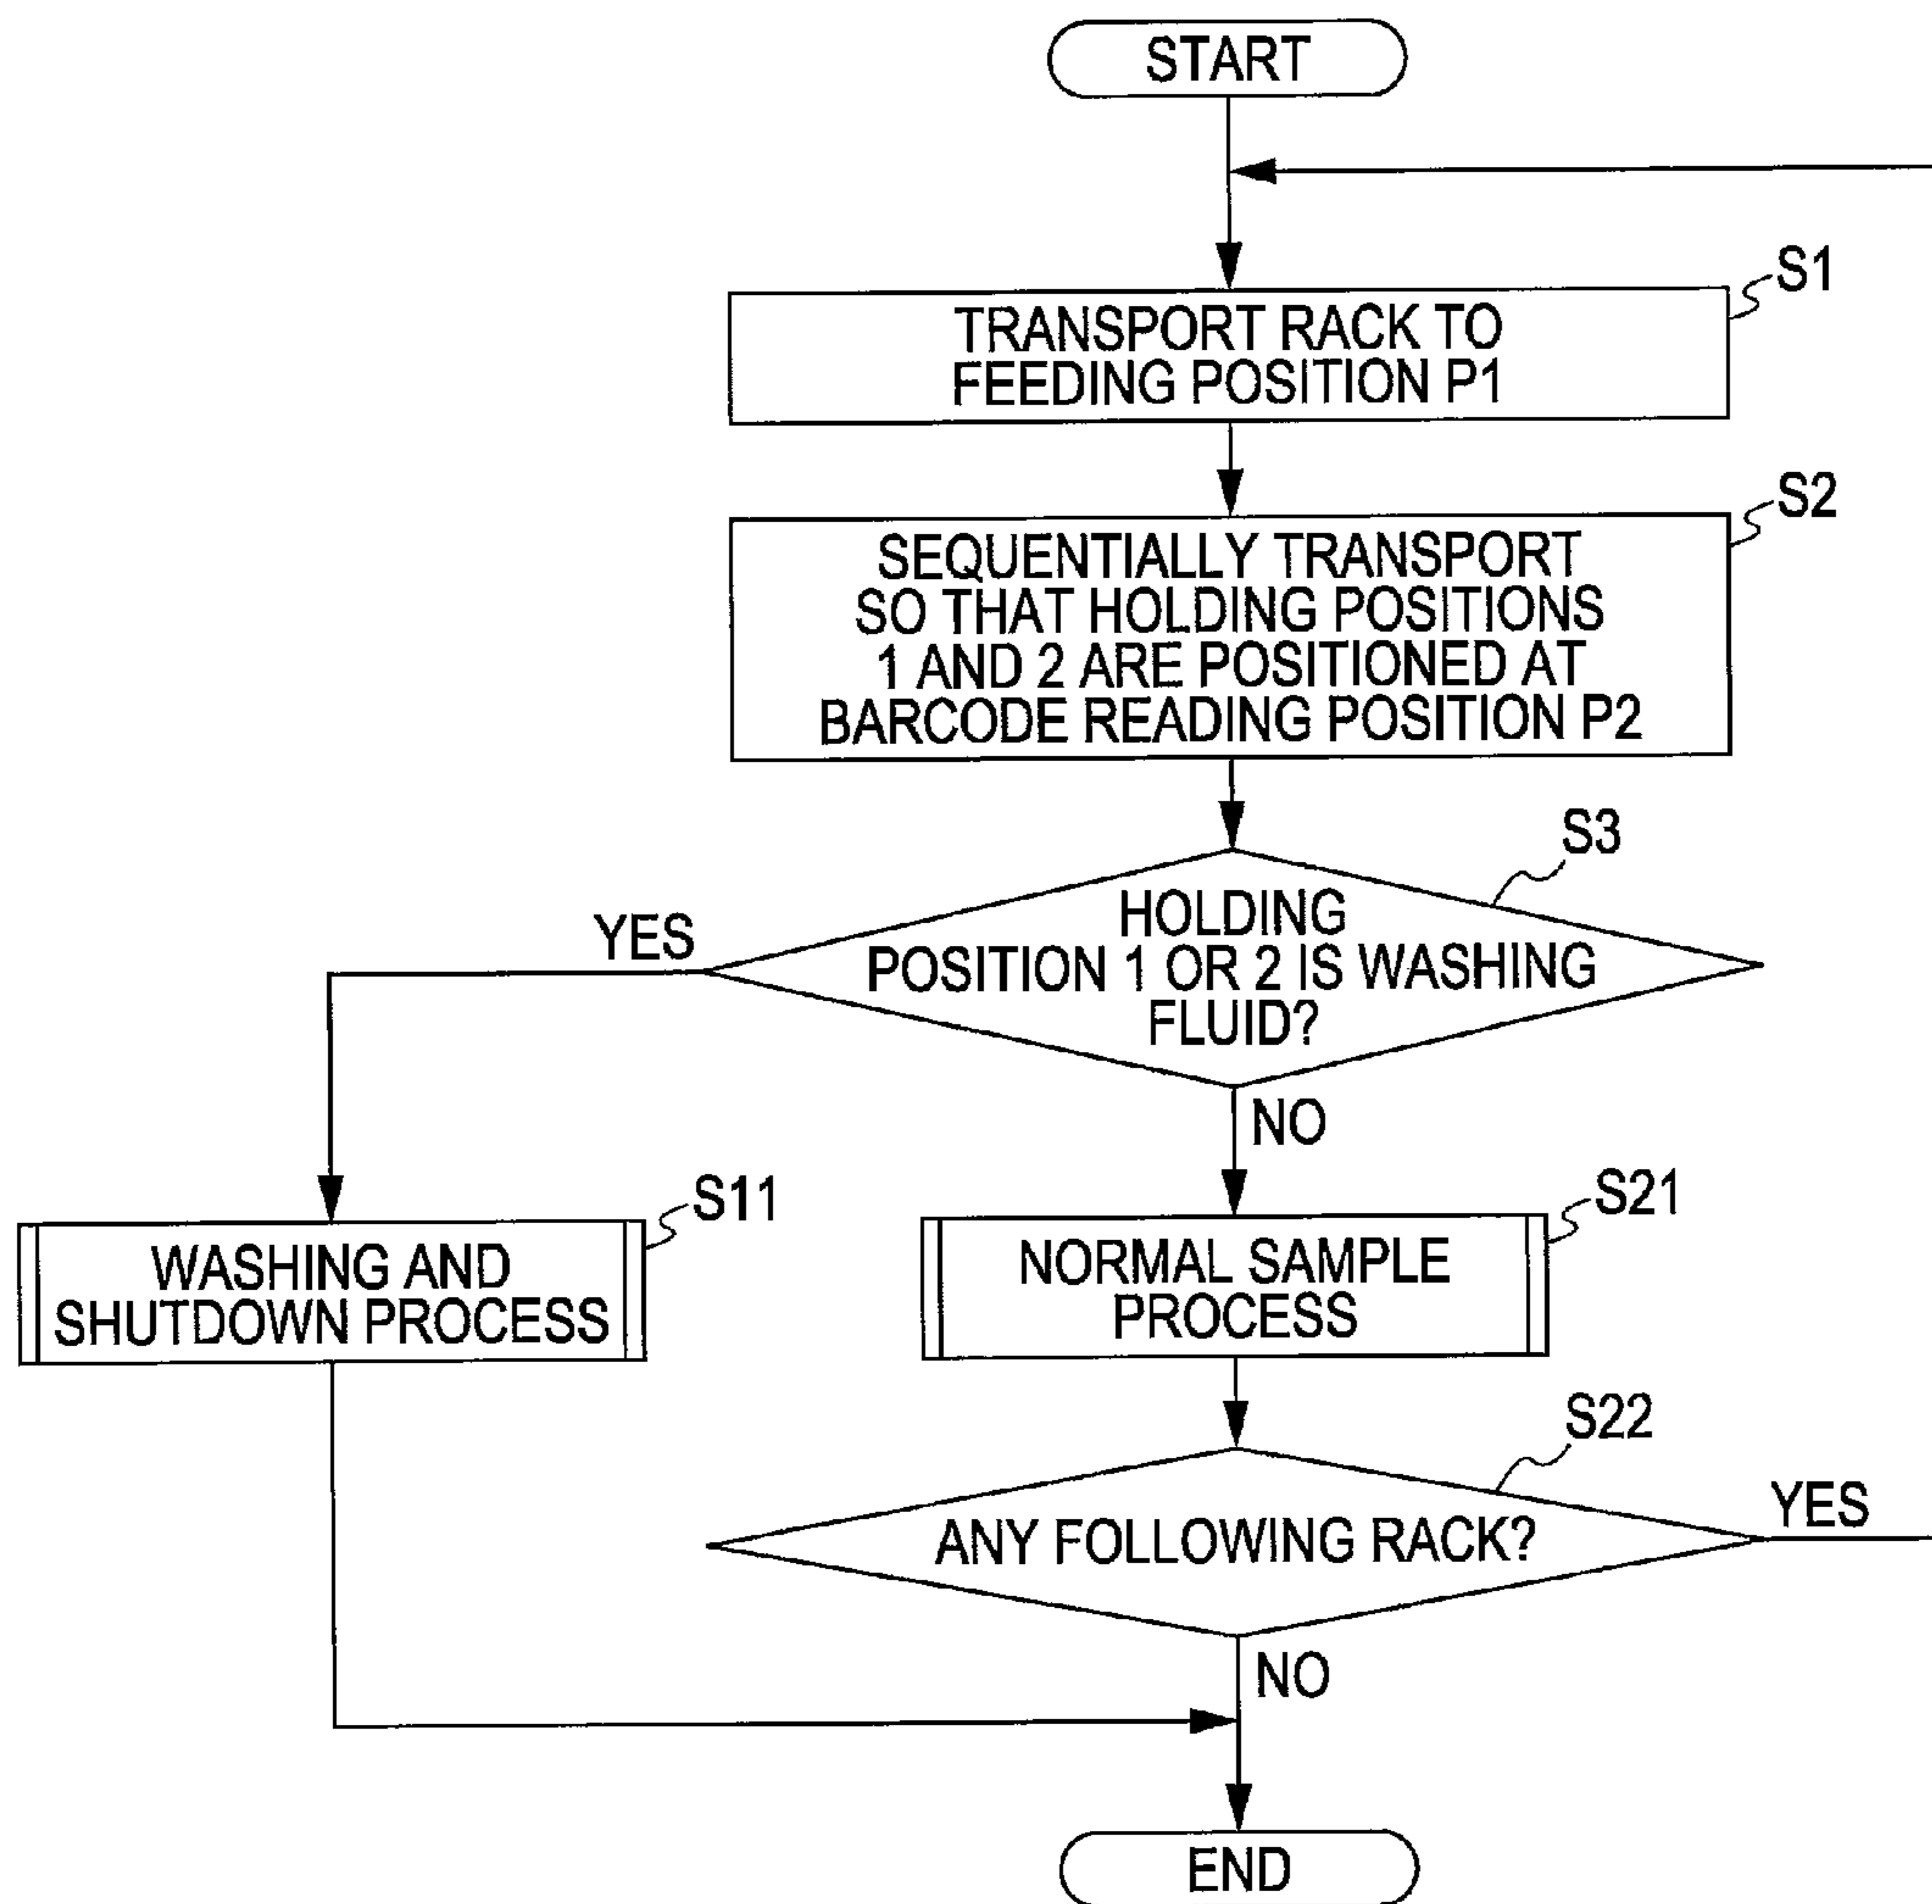 START
S1
TRANSPORT RACK TO
FEEDING POSITION P1
S2
SEQUENTIALLY TRANSPORT
SO THAT HOLDING POSITIONS
1 AND 2 ARE POSITIONED AT
BARCODE READING POSITION P2
S3
HOLDING
POSITION 1 OR 2 IS WASHING
FLUID?
YES
NO
S11
WASHING AND
SHUTDOWN PROCESS
S21
NORMAL SAMPLE
PROCESS
S22
ANY FOLLOWING RACK?
YES
NO
END